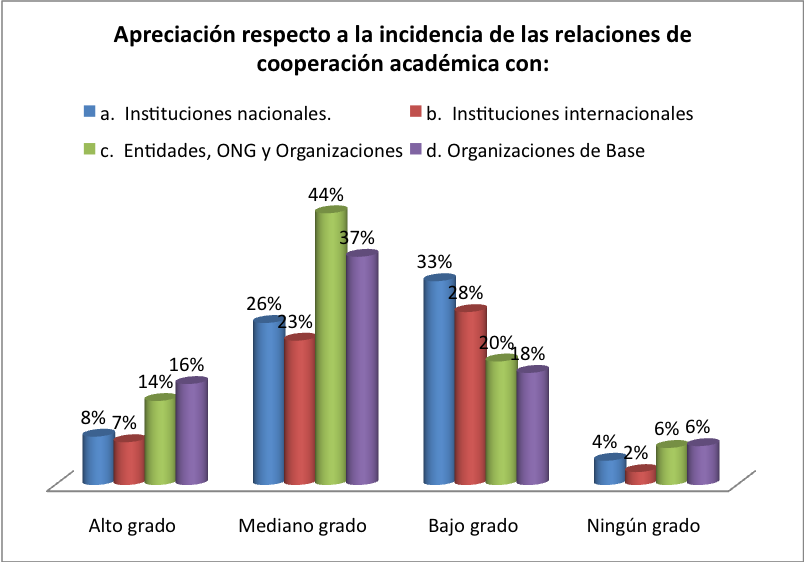 Apreciación respecto a la incidencia de las relaciones de
cooperación académica con:
a. Instituciones nacionales.
b. Instituciones internacionales
c. Entidades, ONG y Organizaciones
d. Organizaciones de Base
8%
7%
14%
16%
26%
23%
44%
37%
33%
28%
20%
18%
4%
2%
6%
6%
Alto grado
Mediano grado
Bajo grado
Ningún grado